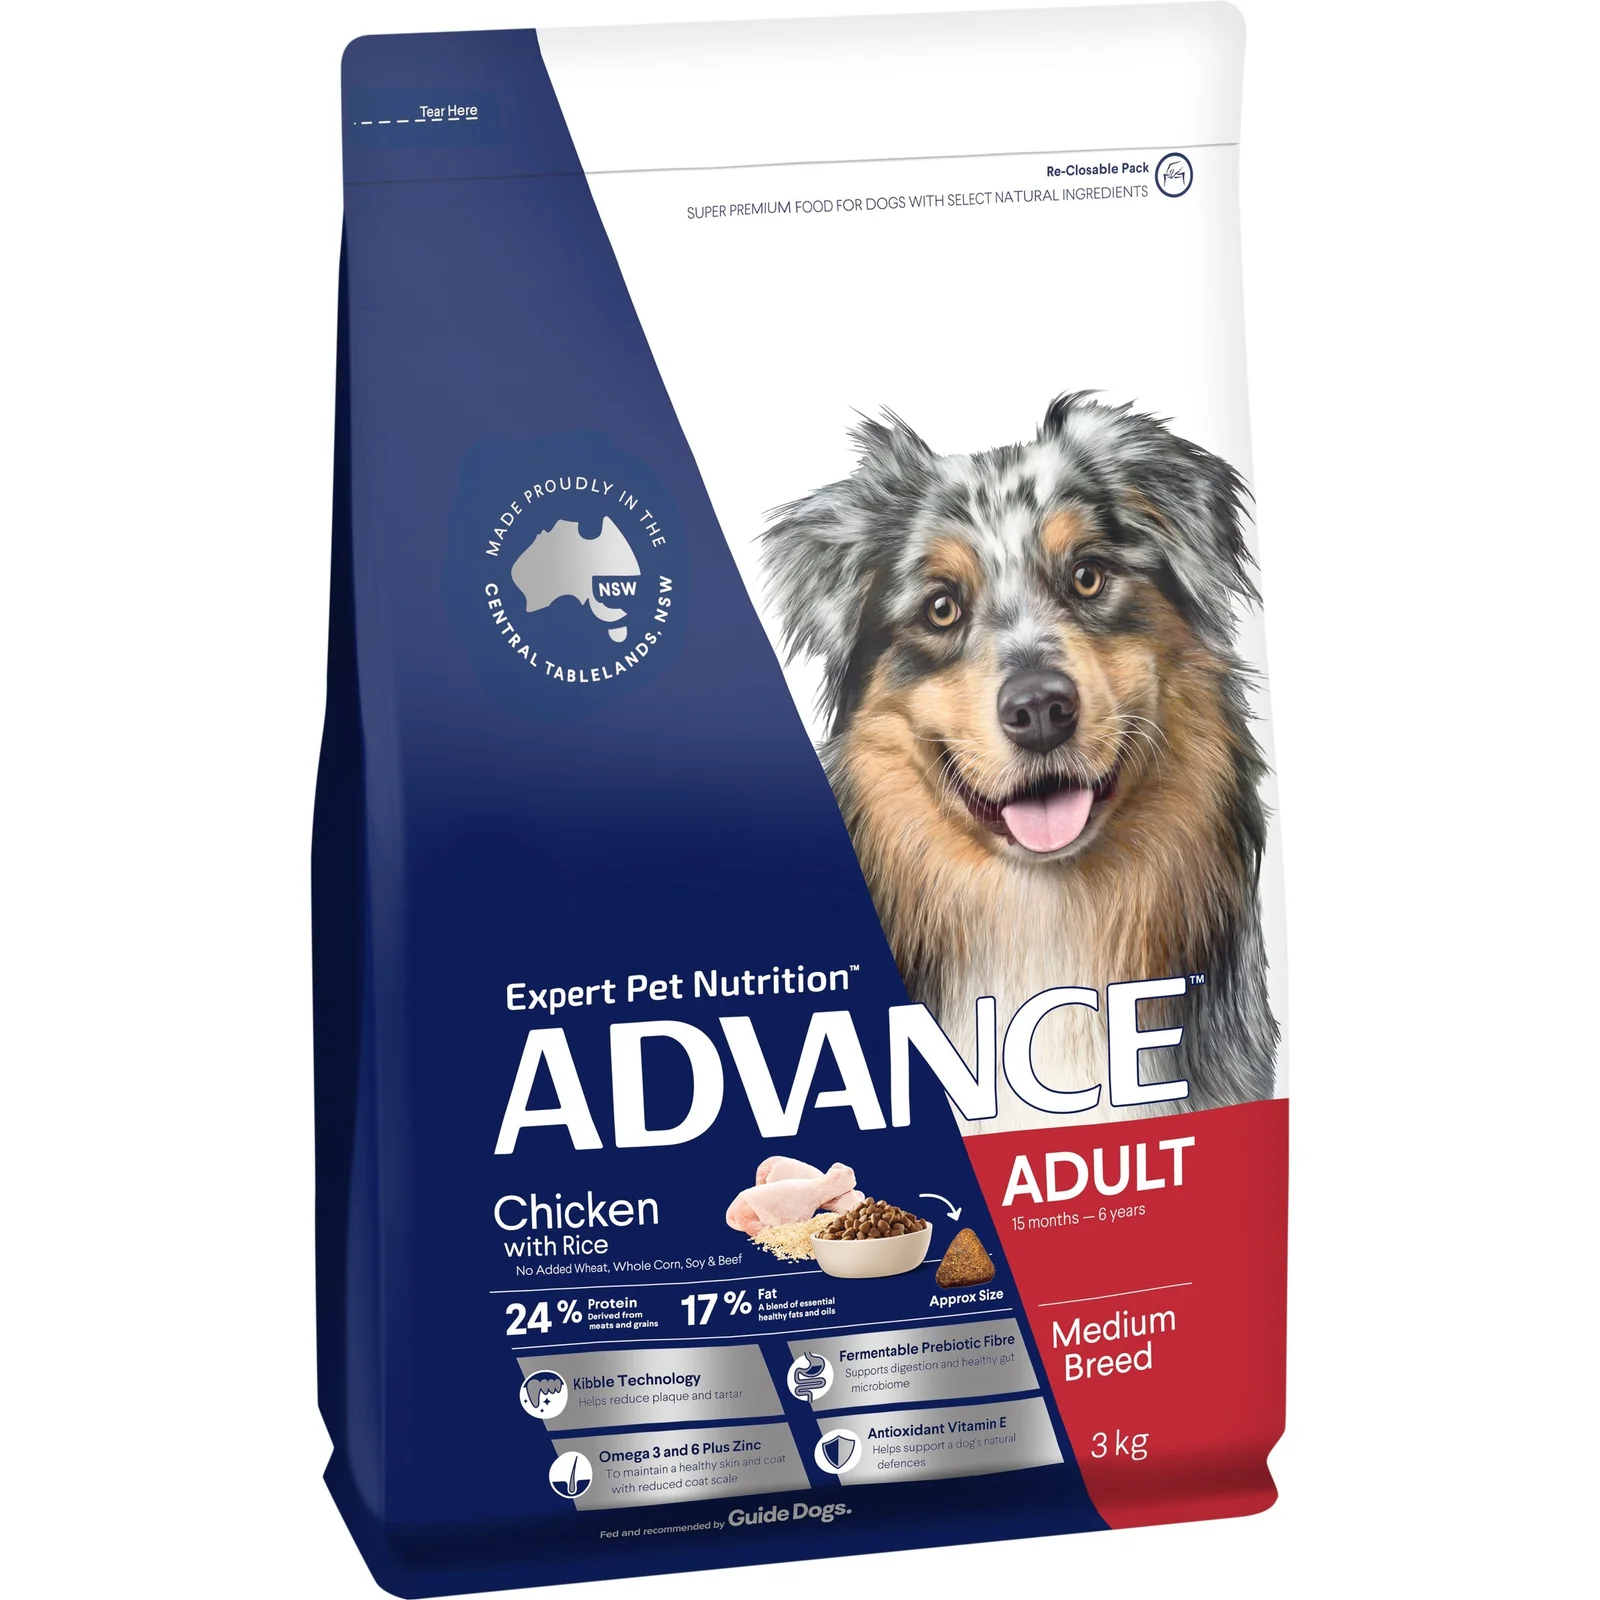 Tear Here
Re-Closable Pack
SUPER PREMIUM FOOD FOR DOGS WITH SELECT NATURAL INGREDIENTS
MADE PROUDLY IN THE
CENTRAL TABLELANDS, NSW
NSW
Expert Pet Nutrition™
ADVANCE™
ADULT
15 months — 6 years
Chicken
with Rice
No Added Wheat, Whole Corn, Soy & Beef
24% Protein
Derived from
meats and grains
17% Fat
A blend of essential
healthy fats and oils
Approx Size
Medium
Breed
3 kg
Kibble Technology
Helps reduce plaque and tartar
Fermentable Prebiotic Fibre
Supports digestion and healthy gut
microbiome
Omega 3 and 6 Plus Zinc
To maintain a healthy skin and coat
with reduced coat scale
Antioxidant Vitamin E
Helps support a dog's natural
defences
Fed and recommended by Guide Dogs.